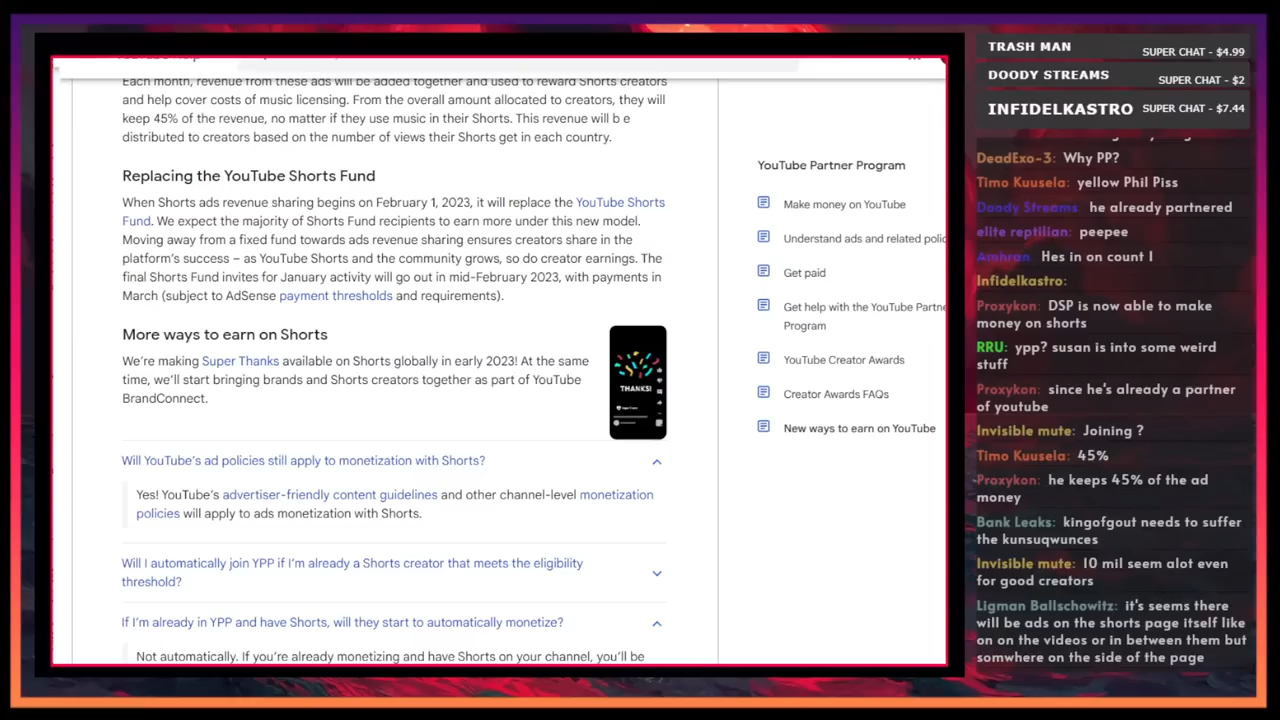 Each month, revenue from these ads will be added together and used to reward Shorts creators
and help cover costs of music licensing. From the overall amount allocated to creators, they will
keep 45% of the revenue, no matter if they use music in their Shorts. This revenue will b e
distributed to creators based on the number of views their Shorts get in each country.
Replacing the YouTube Shorts Fund
When Shorts ads revenue sharing begins on February 1, 2023, it will replace the YouTube Shorts
Fund. We expect the majority of Shorts Fund recipients to earn more under this new model.
Moving away from a fixed fund towards ads revenue sharing ensures creators share in the
platform's success – as YouTube Shorts and the community grows, so do creator earnings. The
final Shorts Fund invites for January activity will go out in mid-February 2023, with payments in
March (subject to AdSense payment thresholds and requirements).
More ways to earn on Shorts
We're making Super Thanks available on Shorts globally in early 2023! At the same
time, we'll start bringing brands and Shorts creators together as part of YouTube
BrandConnect.
THANKS!
Will YouTube's ad policies still apply to monetization with Shorts?
Yes! YouTube's advertiser-friendly content guidelines and other channel-level monetization
policies will apply to ads monetization with Shorts.
Will I automatically join YPP if I'm already a Shorts creator that meets the eligibility
threshold?
If I'm already in YPP and have Shorts, will they start to automatically monetize?
Not automatically. If you're already monetizing and have Shorts on your channel, you'll be
YouTube Partner Program
Make money on YouTube
Understand ads and related polic
Get paid
Get help with the YouTube Partne
Program
YouTube Creator Awards
Creator Awards FAQs
New ways to earn on YouTube
TRASH MAN SUPER CHAT - $4.99
DOODY STREAMS SUPER CHAT - $2
INFIDELKASTRO SUPER CHAT - $7.44
DeadExo-3: Why PP?
Timo Kuusela: yellow Phil Piss
Doody Streams: he already partnered
elite reptilian: peepee
Amhran: Hes in on count I
Infidelkastro:
Proxykon: DSP is now able to make
money on shorts
RRU: ypp? susan is into some weird
stuff
Proxykon: since he's already a partner
of youtube
Invisible mute: Joining ?
Timo Kuusela: 45%
Proxykon: he keeps 45% of the ad
money
Bank Leaks: kingofgout needs to suffer
the kunsuqwunces
Invisible mute: 10 mil seem alot even
for good creators
Ligman Ballschowitz: it's seems there
will be ads on the shorts page itself like
on on the videos or in between them but
somwhere on the side of the page